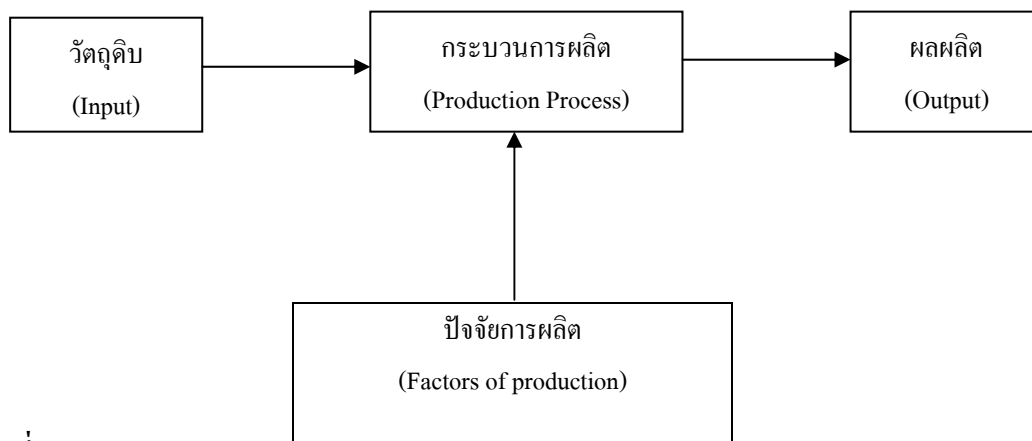 วัตถุดิบ
(Input)
กระบวนการผลิต
(Production Process)
ผลผลิต
(Output)
ปัจจัยการผลิต
(Factors of production)